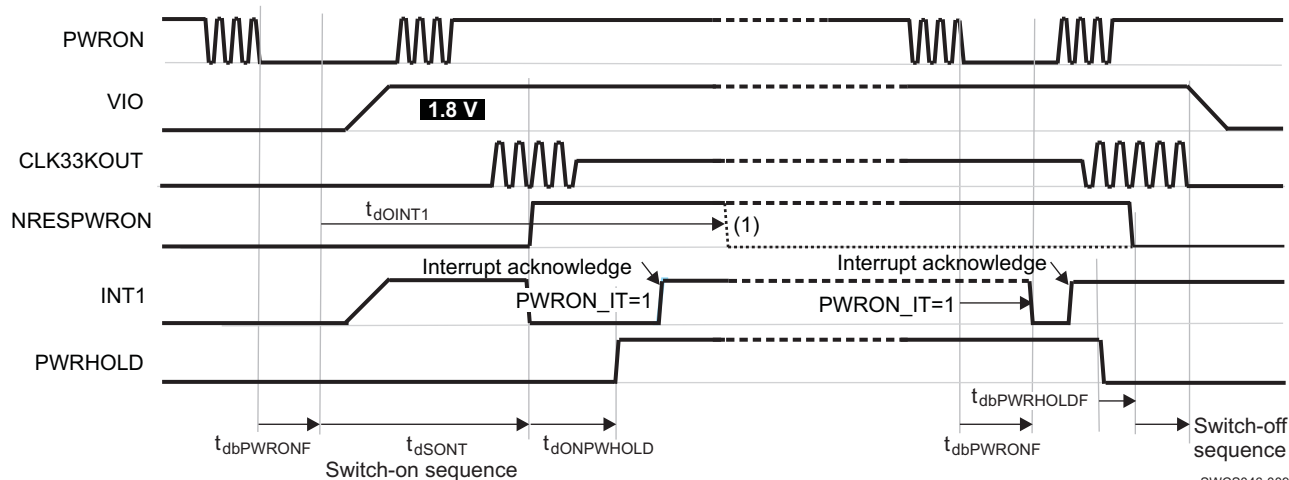 PWRON
VIO
1.8 V
CLK33KOUT
NRESPWRON
tdOINT1
(1)
Interrupt acknowledge
Interrupt acknowledge
INT1
PWRON_IT=1
PWRON_IT=1
PWRHOLD
tdbPWRHOLDF
tdbPWRONF
tdSONT
tdONPWHOLD
tdbPWRONF
Switch-off
sequence
Switch-on sequence